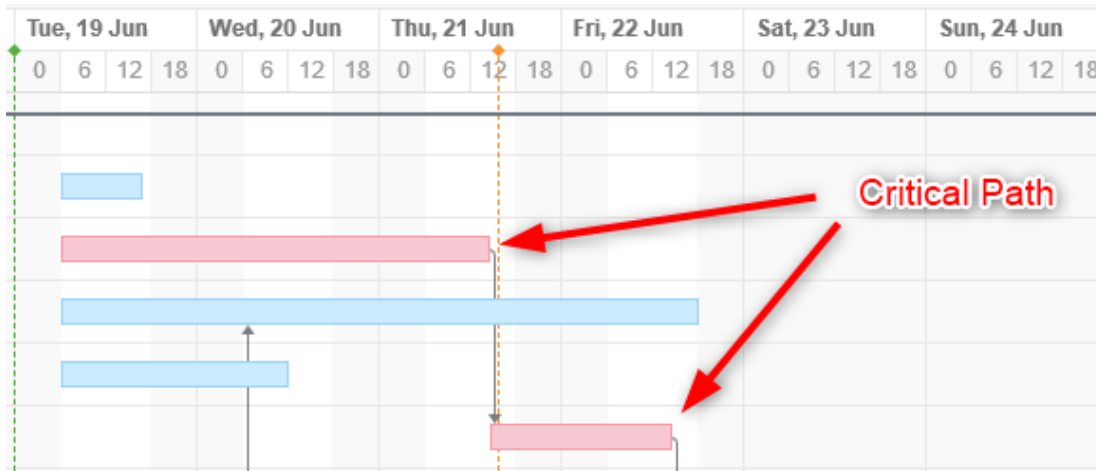 Tue, 19 Jun Wed, 20 Jun Thu, 21 Jun Fri, 22 Jun Sat, 23 Jun Sun, 24 Jun
0 6 12 18 0 6 12 18 0 6 12 18 0 6 12 18 0 6 12 18 0 6 12 18
Critical Path